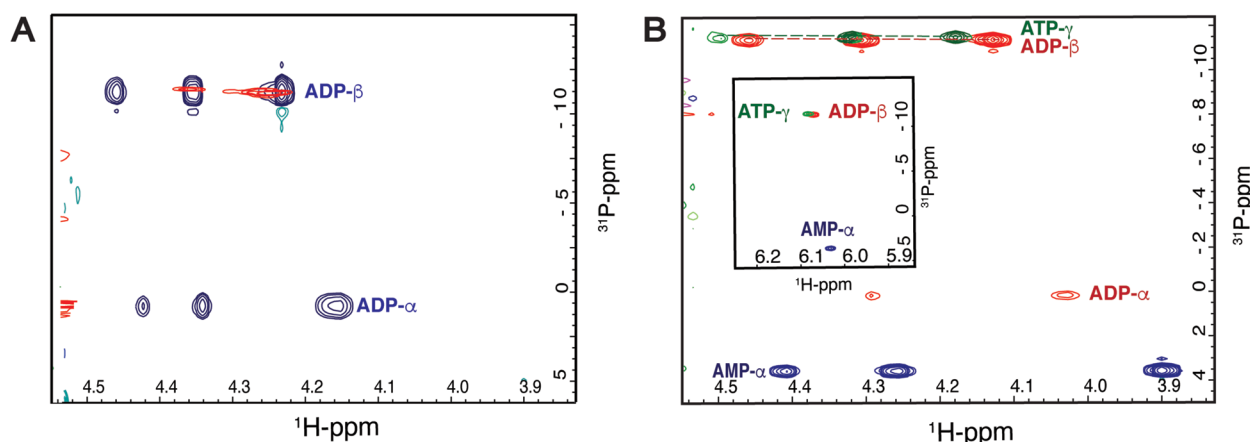 A
ADP-β
ADP-α
- 10
- 5
0
5
³¹P-ppm
4.5 4.4 4.3 4.2 4.1 4.0 3.9
¹H-ppm
B
ATP-γ
ADP-β
ATP-γ ADP-β
AMP-α
- 10
- 5
0
5
³¹P-ppm
6.2 6.1 6.0 5.9
¹H-ppm
ADP-α
AMP-α
- 10
- 8
- 6
- 4
- 2
0
2
4
³¹P-ppm
4.5 4.4 4.3 4.2 4.1 4.0 3.9
¹H-ppm